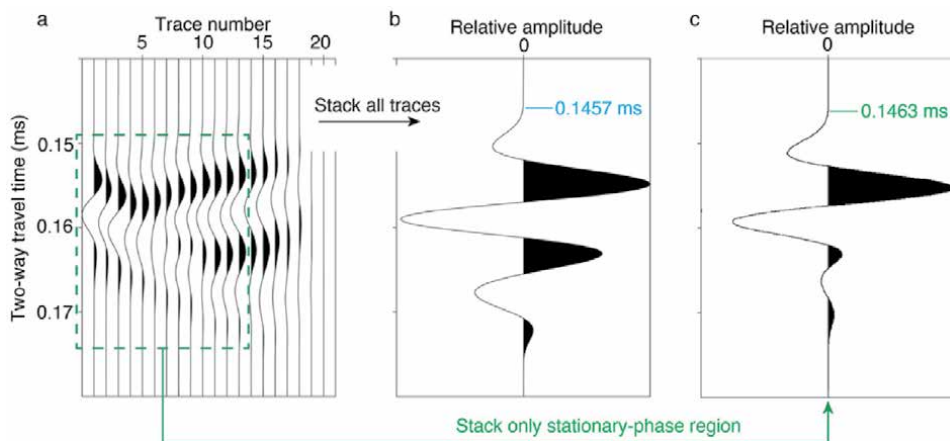 a
Trace number
5 10 15 20
Two-way travel time (ms)
0.15
0.16
0.17
Stack all traces
b
Relative amplitude
0
0.1457 ms
c
Relative amplitude
0
0.1463 ms
Stack only stationary-phase region